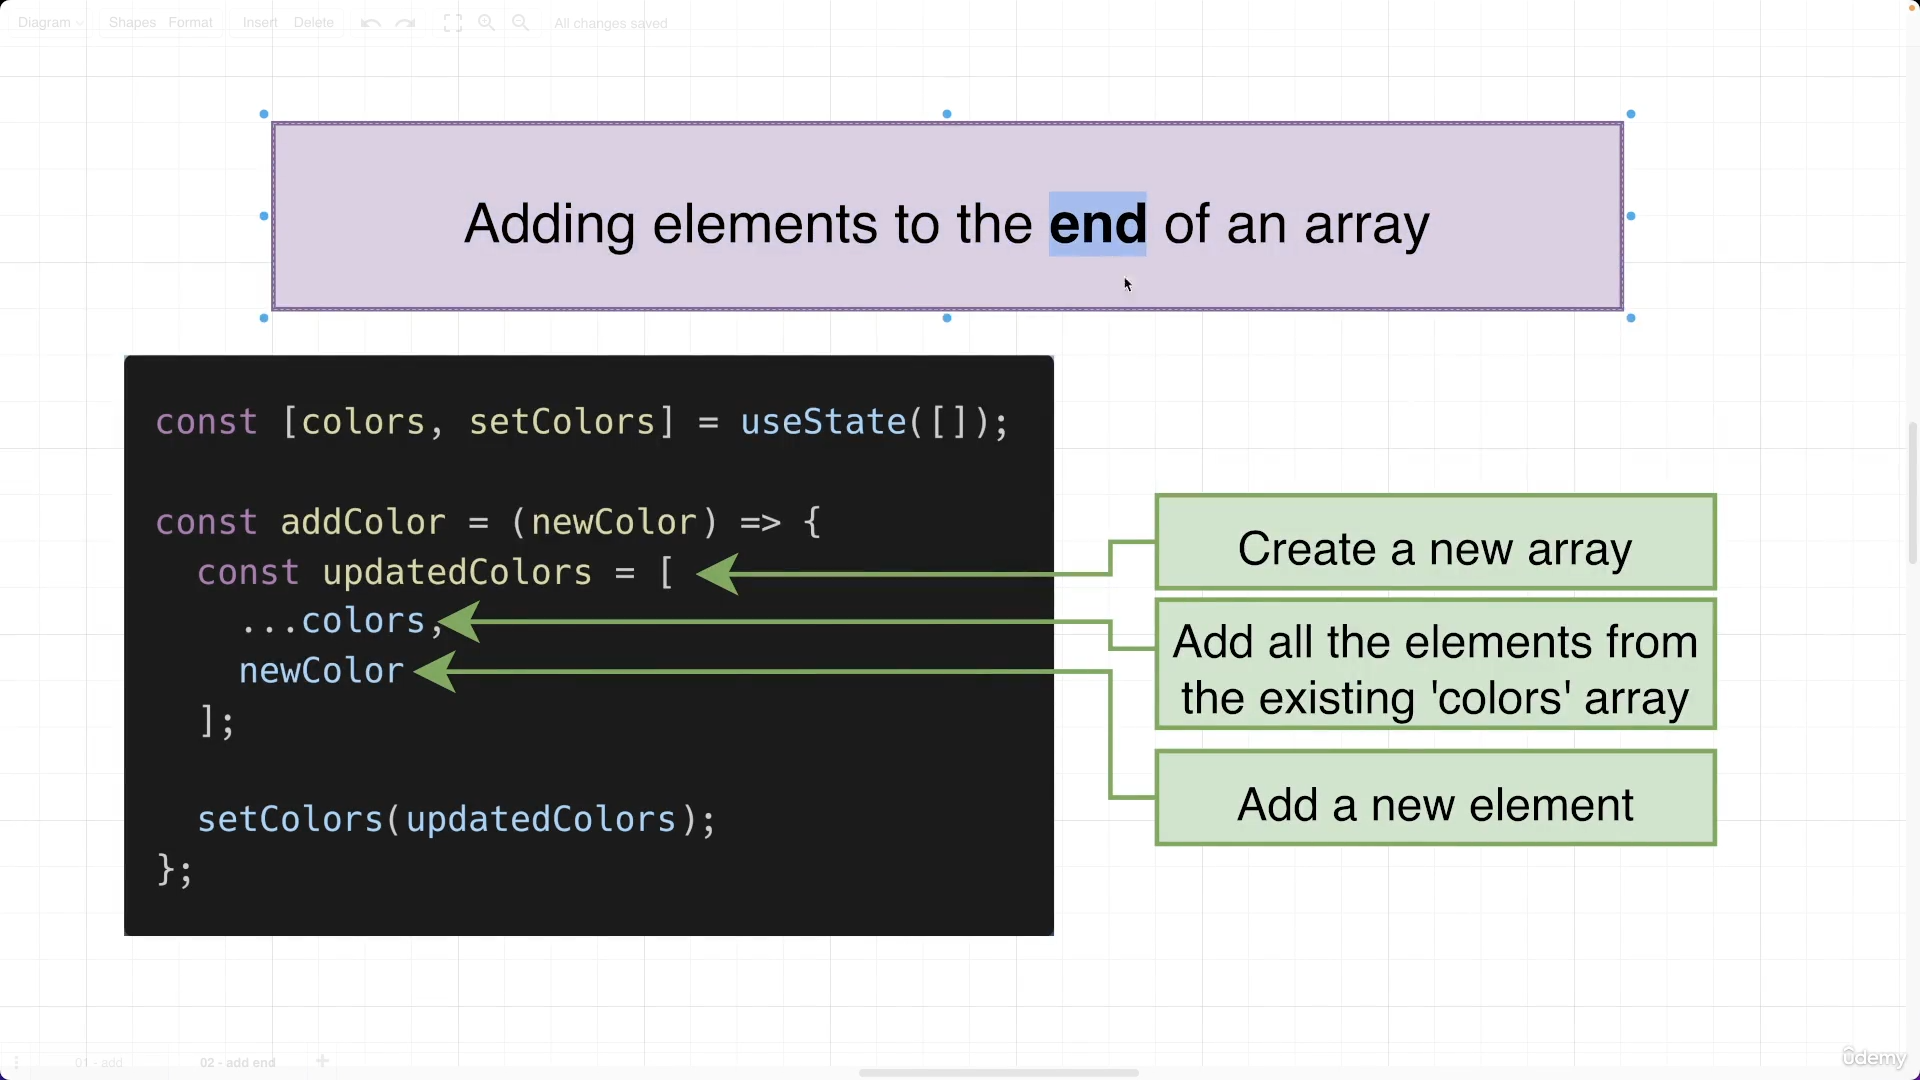 Diagram Shapes Format Insert Delete All changes saved
Adding elements to the end of an array
const [colors, setColors] = useState([]);
const addColor = (newColor) => {
const updatedColors = [
...colors,
newColor
];
setColors(updatedColors);
};
Create a new array
Add all the elements from
the existing 'colors' array
Add a new element
01 - add 02 - add end
ûdemy